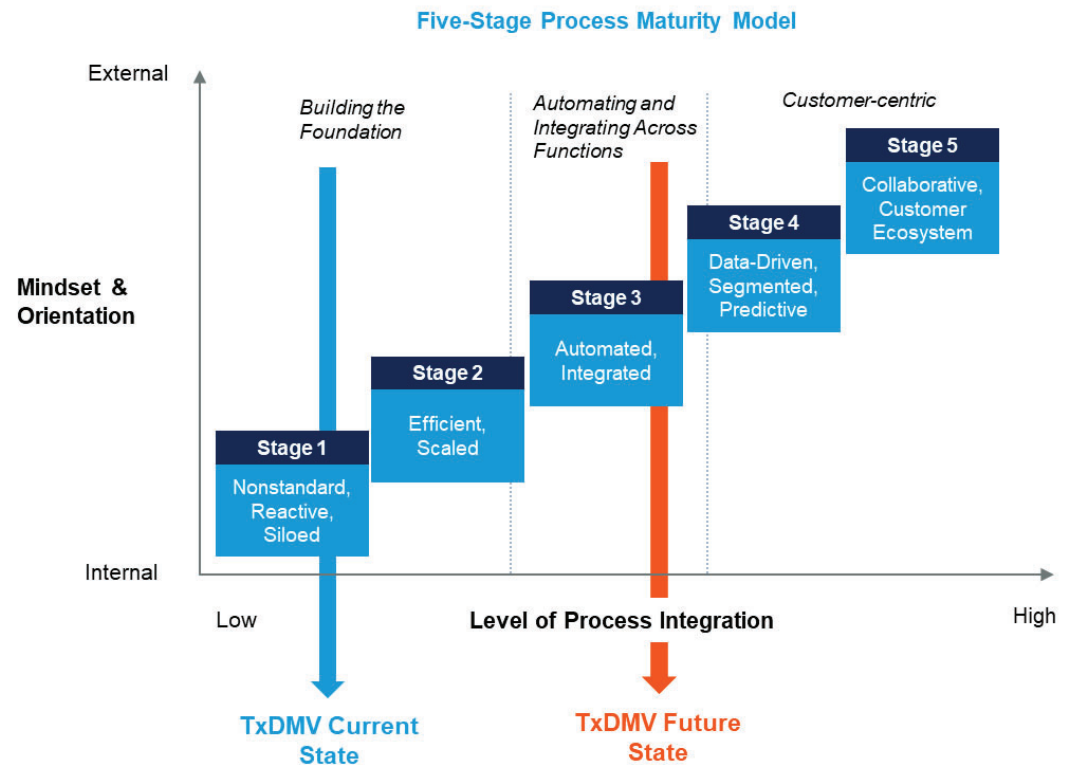 Five-Stage Process Maturity Model
External
Building the
Foundation
Automating and
Integrating Across
Functions
Customer-centric
Stage 5
Collaborative,
Customer
Ecosystem
Stage 4
Data-Driven,
Segmented,
Predictive
Mindset &
Orientation
Stage 3
Automated,
Integrated
Stage 2
Efficient,
Scaled
Stage 1
Nonstandard,
Reactive,
Siloed
Internal
Low
Level of Process Integration
High
TxDMV Current
State
TxDMV Future
State